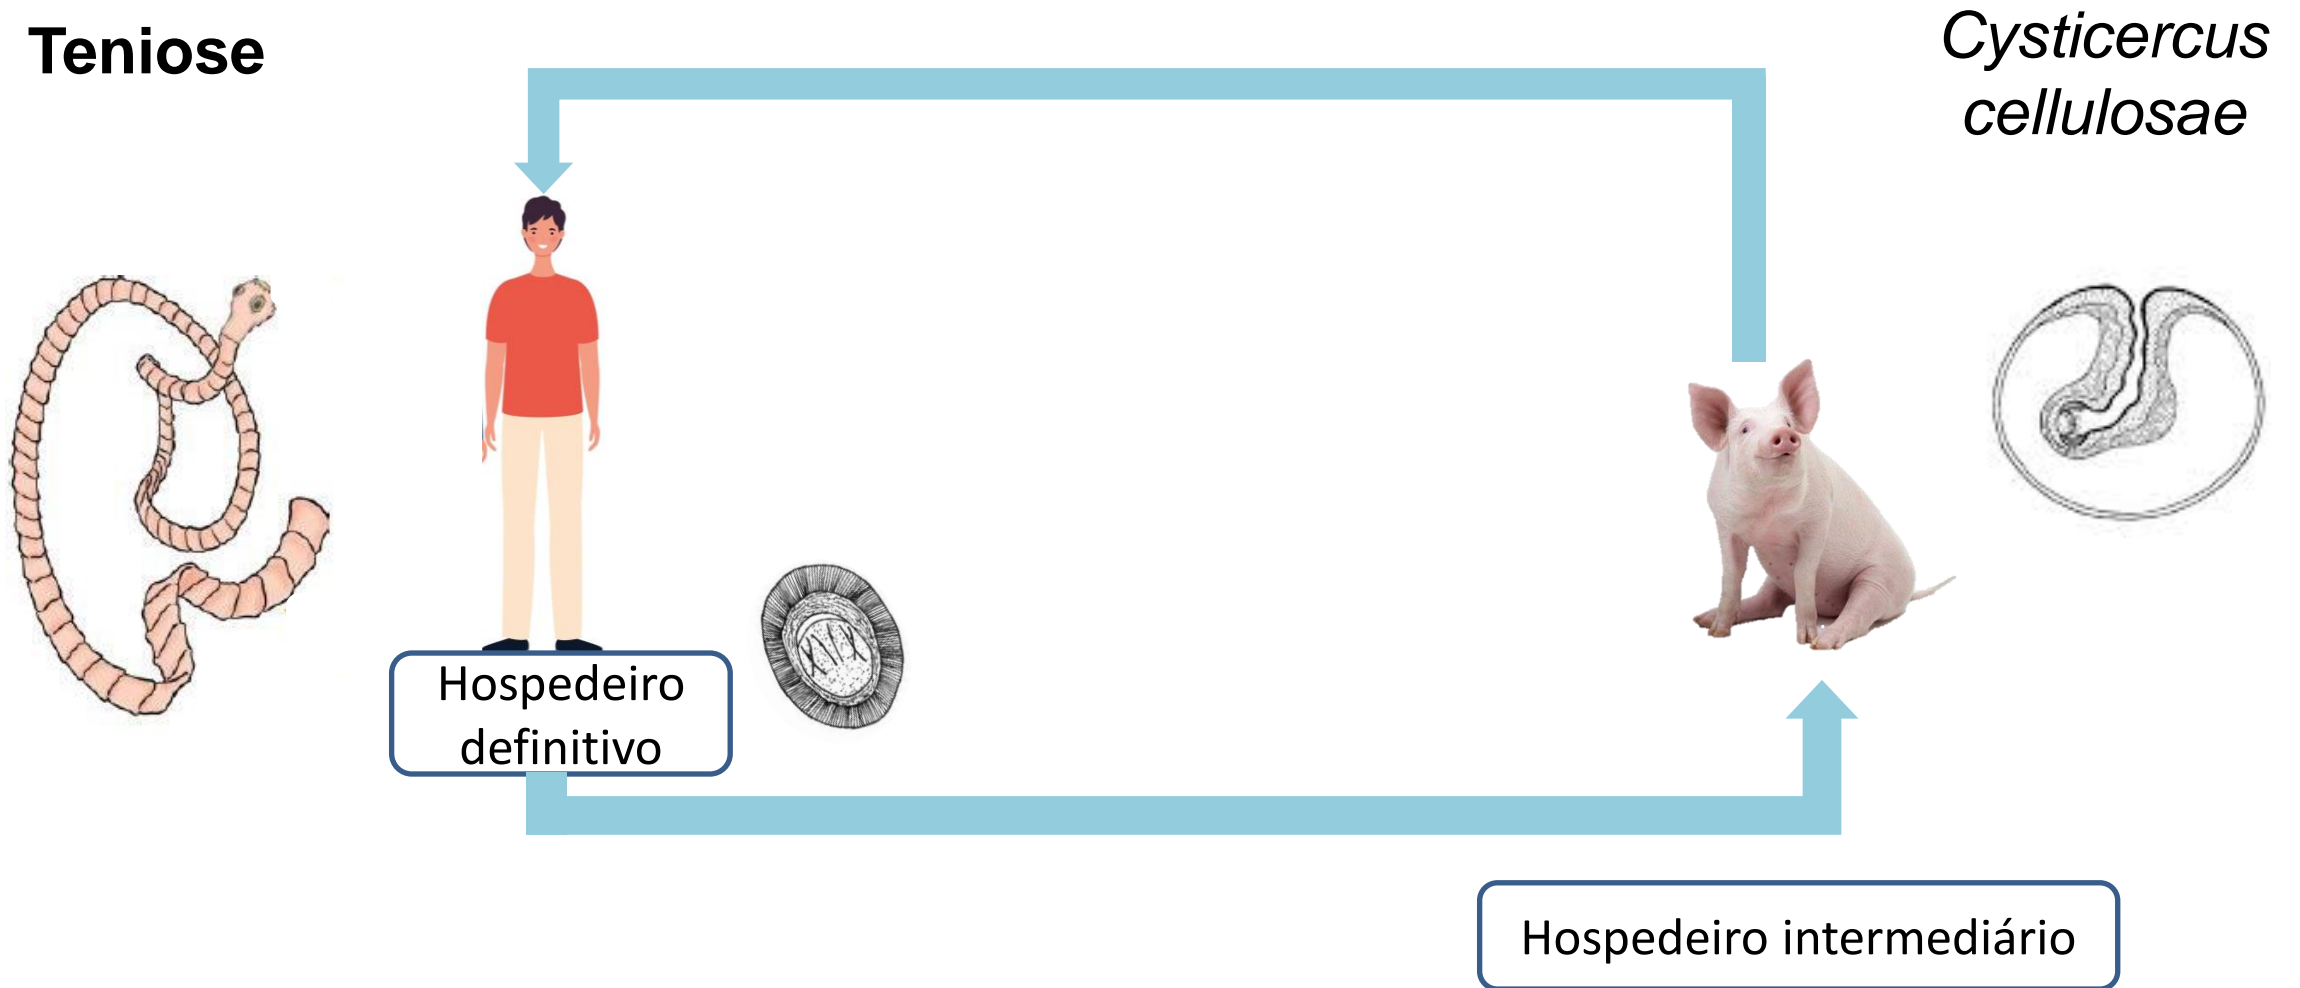 Teniose
Cysticercus
cellulosae
Hospedeiro
definitivo
Hospedeiro intermediário